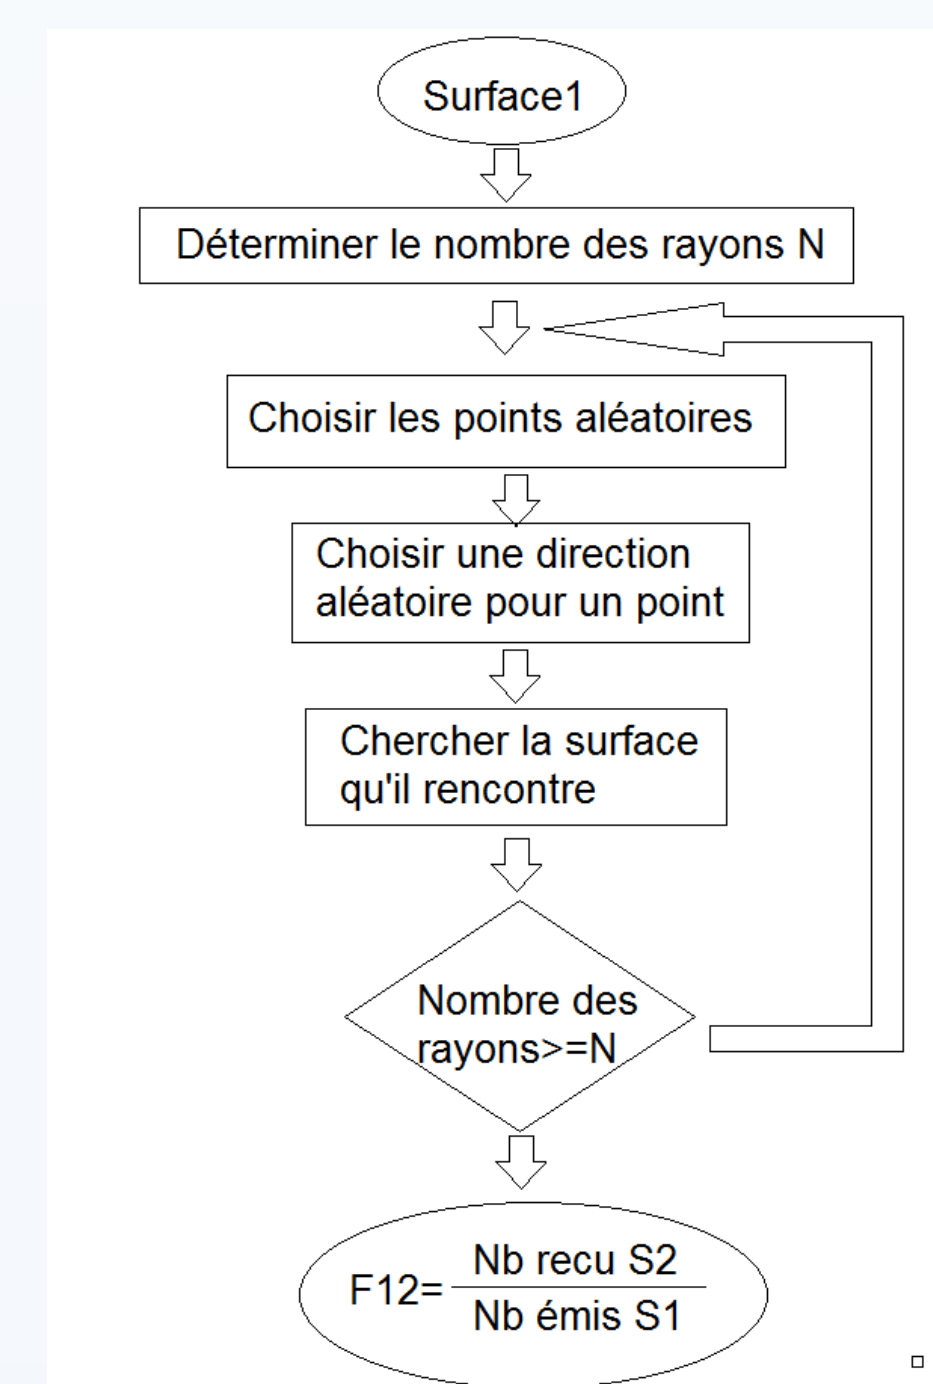 Surface1
Déterminer le nombre des rayons N
Choisir les points aléatoires
Choisir une direction
aléatoire pour un point
Chercher la surface
qu'il rencontre
Nombre des
rayons>=N
F12=
Nb recu S2
Nb émis S1